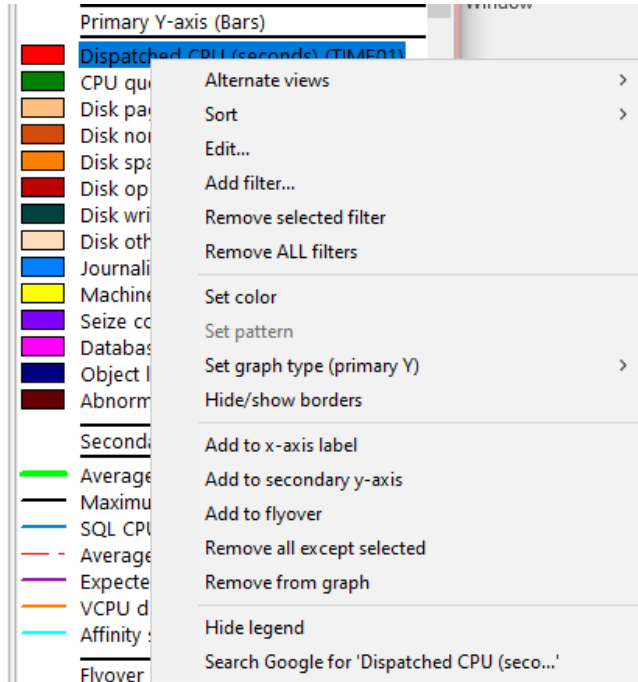 Window
Primary Y-axis (Bars)
Dispatched CPU (seconds) (TIME01)
CPU que
Disk pa
Disk no
Disk spa
Disk op
Disk wri
Disk oth
Journali
Machine
Seize co
Databas
Object l
Abnorm
Seconda
Average
Maximu
SQL CPU
Average
Expecte
VCPU d
Affinity
Flyover
Alternate views
Sort
Edit...
Add filter...
Remove selected filter
Remove ALL filters
Set color
Set pattern
Set graph type (primary Y)
Hide/show borders
Add to x-axis label
Add to secondary y-axis
Add to flyover
Remove all except selected
Remove from graph
Hide legend
Search Google for 'Dispatched CPU (seco...'